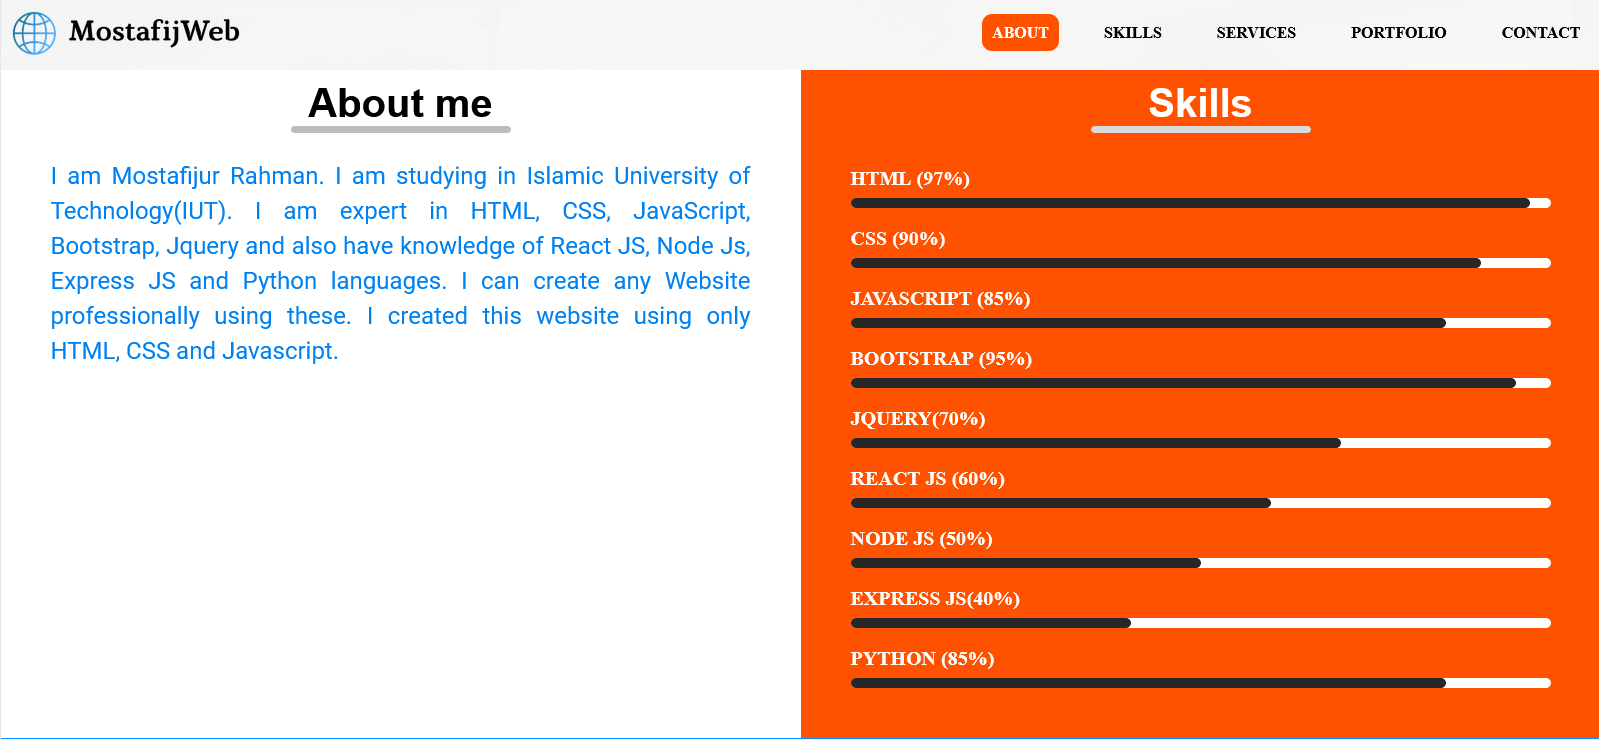 MostafijWeb
ABOUT
SKILLS
SERVICES
PORTFOLIO
CONTACT
About me
I am Mostafijur Rahman. I am studying in Islamic University of
Technology(IUT). I am expert in HTML, CSS, JavaScript,
Bootstrap, Jquery and also have knowledge of React JS, Node Js,
Express JS and Python languages. I can create any Website
professionally using these. I created this website using only
HTML, CSS and Javascript.
Skills
HTML (97%)
CSS (90%)
JAVASCRIPT (85%)
BOOTSTRAP (95%)
JQUERY(70%)
REACT JS (60%)
NODE JS (50%)
EXPRESS JS(40%)
PYTHON (85%)